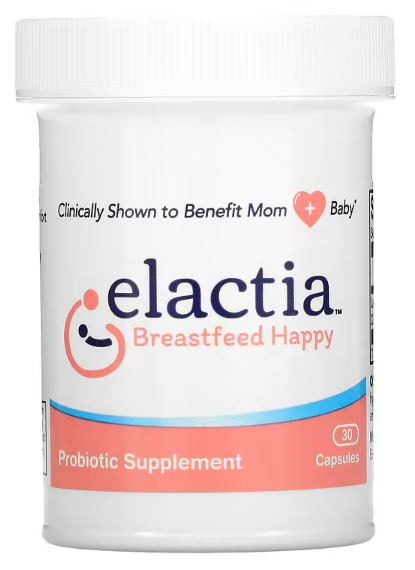 Clinically Shown to Benefit Mom + Baby*
elactia™
Breastfeed Happy
30
Probiotic Supplement
Capsules